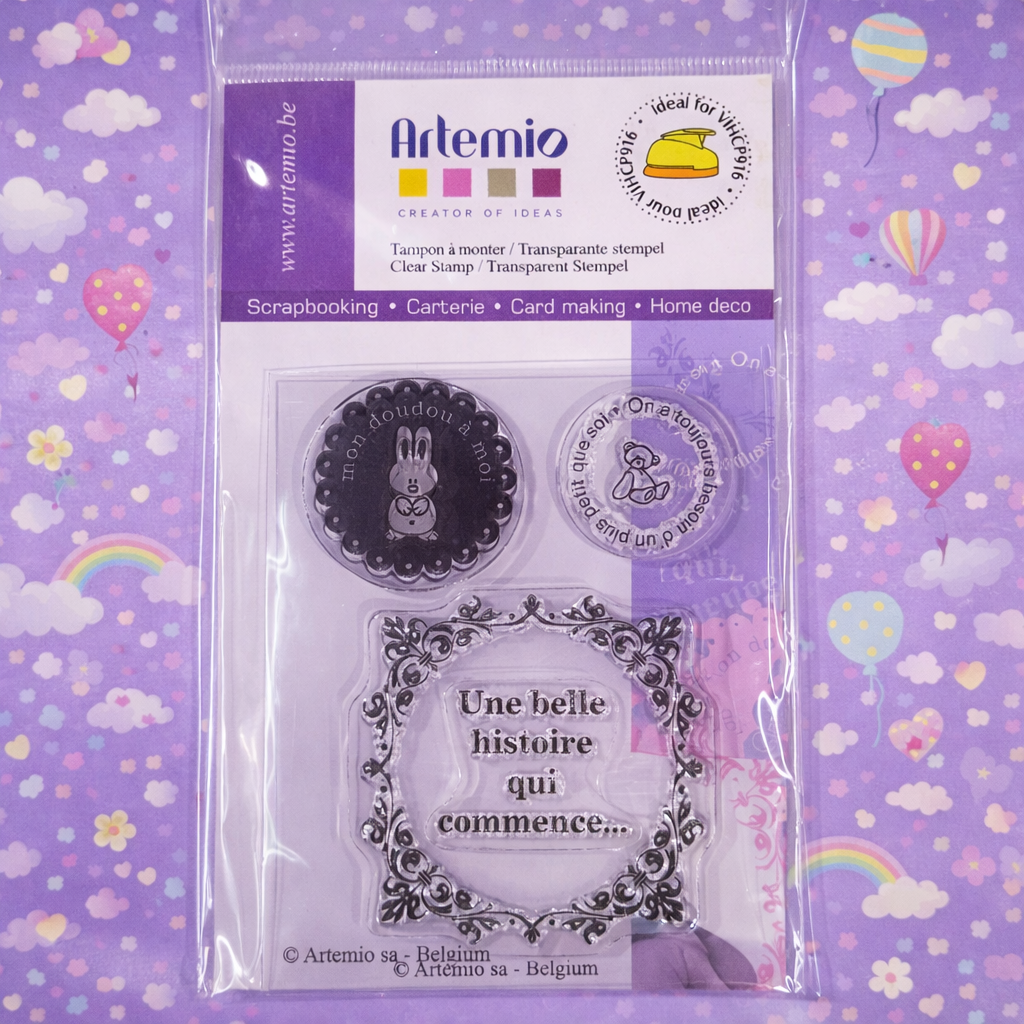 www.artemio.be
Artemio
CREATOR OF IDEAS
ideal for VIHCP916 • ideal pour VIHCP916 •
Tampon à monter / Transparante stempel
Clear Stamp / Transparent Stempel
Scrapbooking • Carterie • Card making • Home deco
mon doudou à moi
On a toujours besoin d'un plus petit que soi
On a
Une belle
histoire
qui
commence...
© Artemio sa - Belgium
© Artemio sa - Belgium